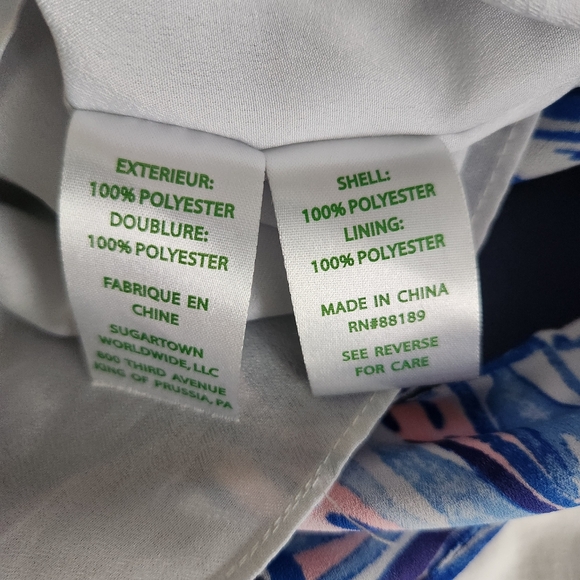 EXTERIEUR:
100% POLYESTER
DOUBLURE:
100% POLYESTER
FABRIQUE EN
CHINE
SUGARTOWN
WORLDWIDE, LLC
800 THIRD AVENUE
KING OF PRUSSIA, PA
SHELL:
100% POLYESTER
LINING:
100% POLYESTER
MADE IN CHINA
RN#88189
SEE REVERSE
FOR CARE